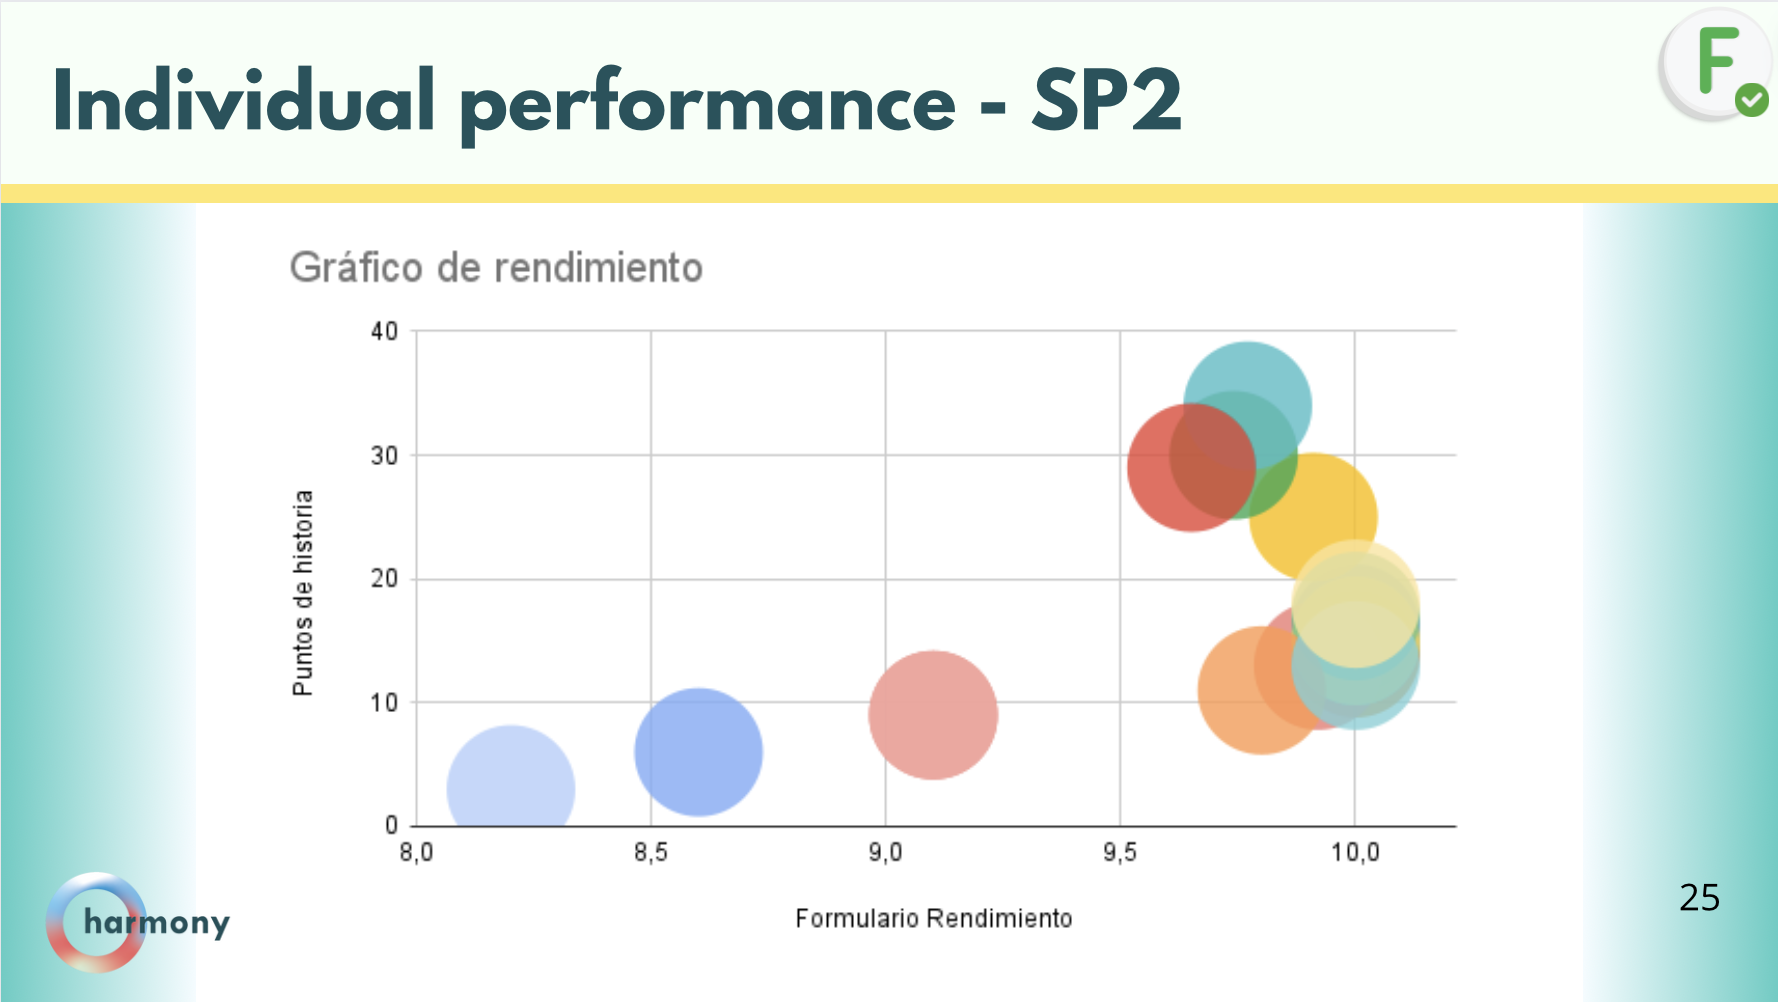 Individual performance - SP2
F
Gráfico de rendimiento
40
30
20
10
0
Puntos de historia
8,0 8,5 9,0 9,5 10,0
Formulario Rendimiento
harmony
25